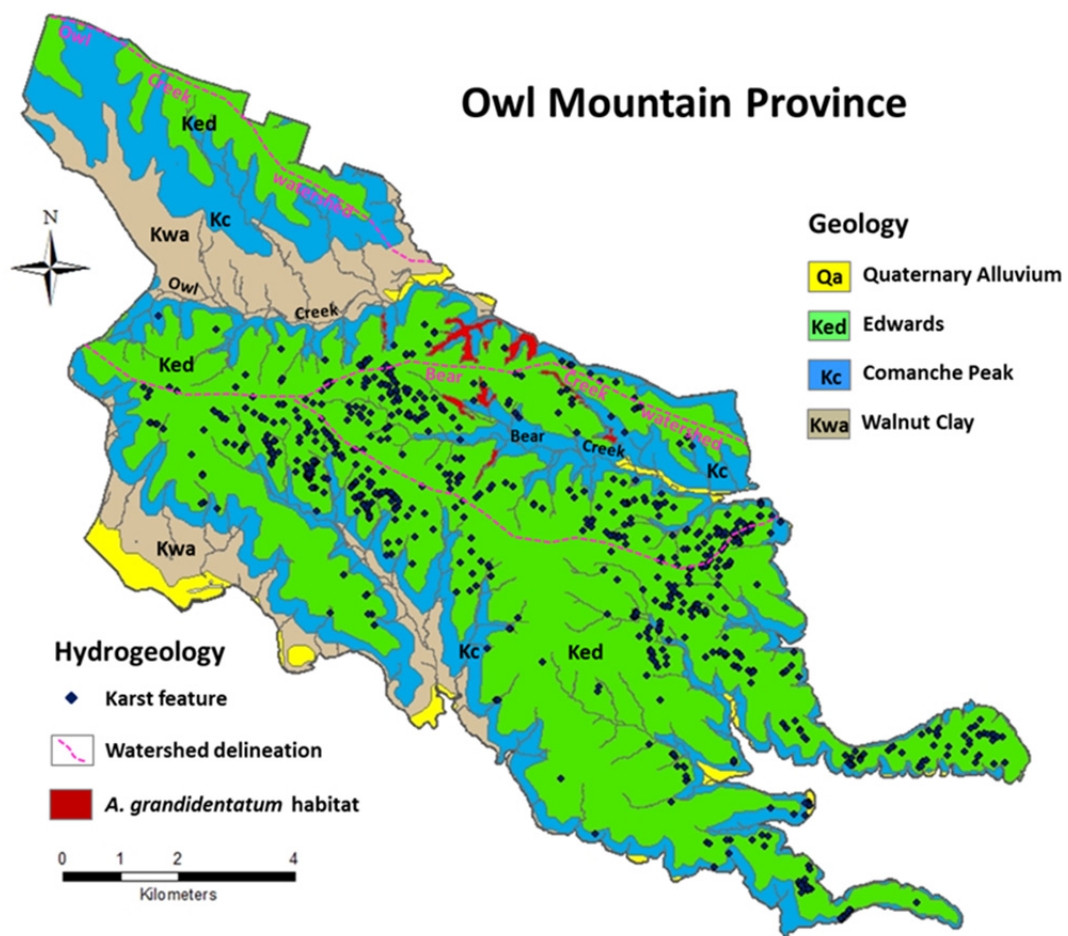 Owl Mountain Province
Owl
Creek
watershed
Ked
Kc
Kwa
N
Owl
Creek
Ked
Bear
Creek
watershed
Bear
Creek
Kc
Kwa
Kc
Ked
Geology
Qa Quaternary Alluvium
Ked Edwards
Kc Comanche Peak
Kwa Walnut Clay
Hydrogeology
Karst feature
Watershed delineation
A. grandidentatum habitat
0 1 2 4
Kilometers